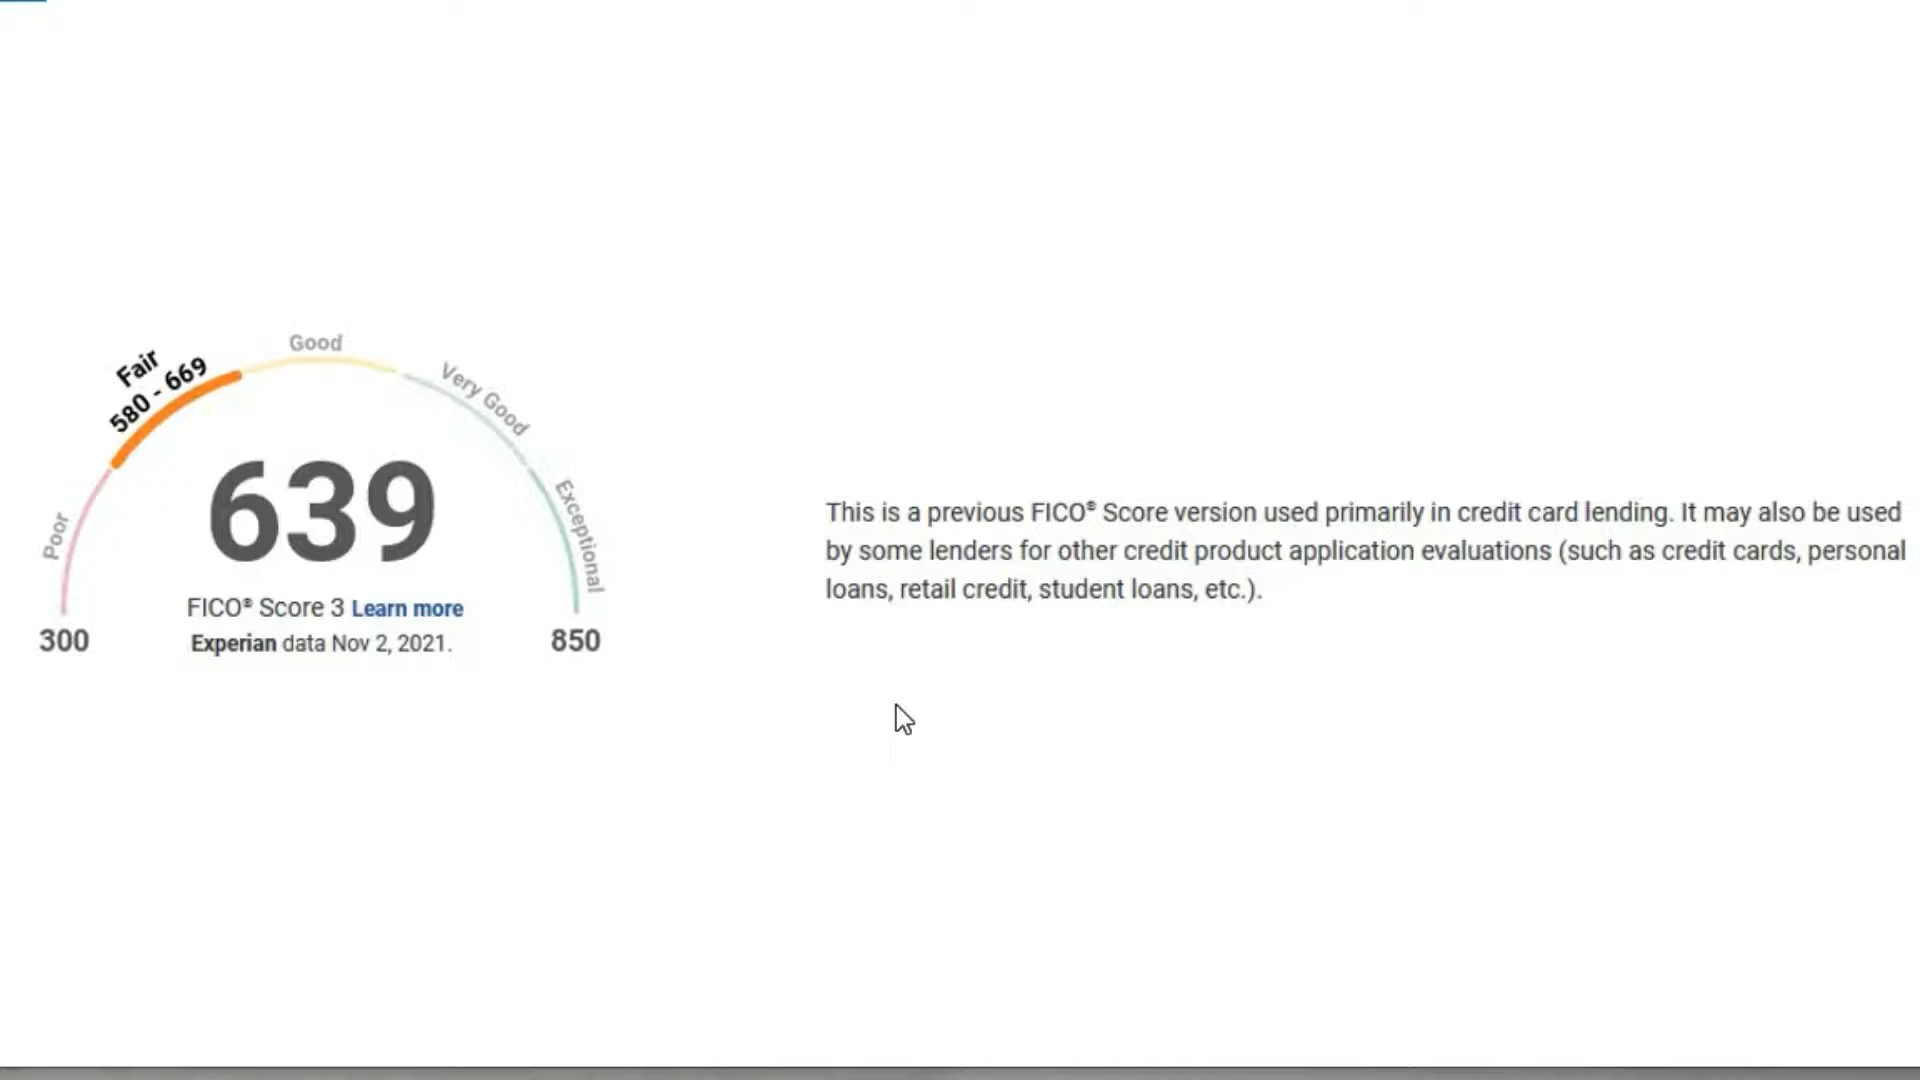 Good
Fair
580 - 669
Very Good
Poor
Exceptional
639
FICO® Score 3 Learn more
300
Experian data Nov 2, 2021.
850
This is a previous FICO® Score version used primarily in credit card lending. It may also be used
by some lenders for other credit product application evaluations (such as credit cards, personal
loans, retail credit, student loans, etc.).